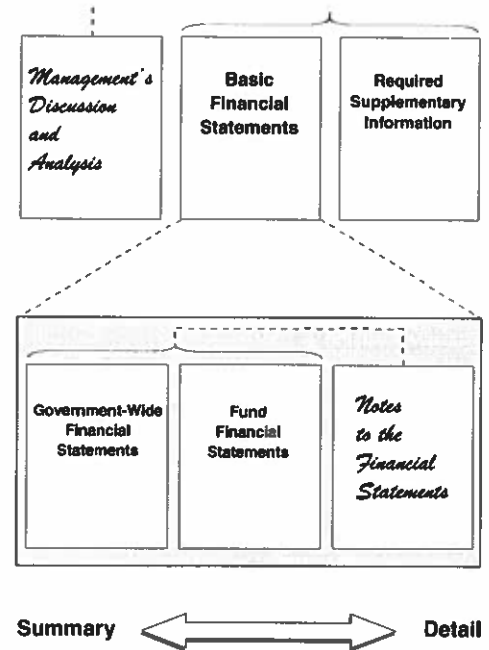 Management's
Discussion
and
Analysis
Basic
Financial
Statements
Required
Supplementary
Information
Government-Wide
Financial
Statements
Fund
Financial
Statements
Notes
to the
Financial
Statements
Summary
Detail